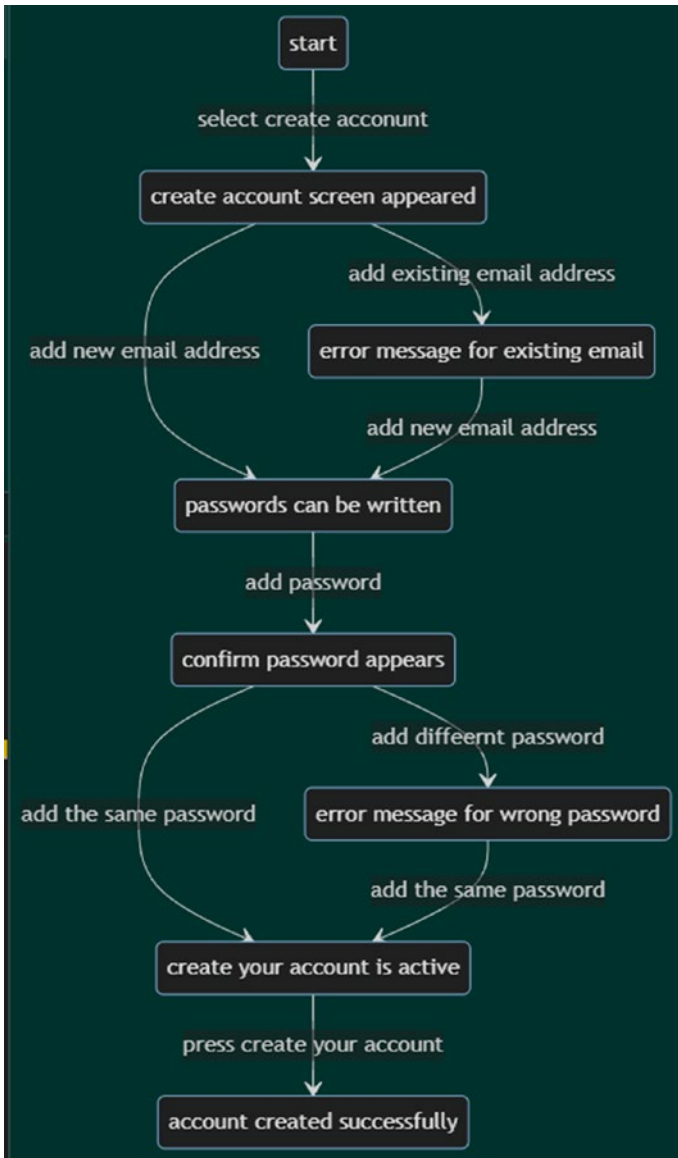 start
select create acconunt
create account screen appeared
add existing email address
add new email address
error message for existing email
add new email address
passwords can be written
add password
confirm password appears
add diffeernt password
add the same password
error message for wrong password
add the same password
create your account is active
press create your account
account created successfully